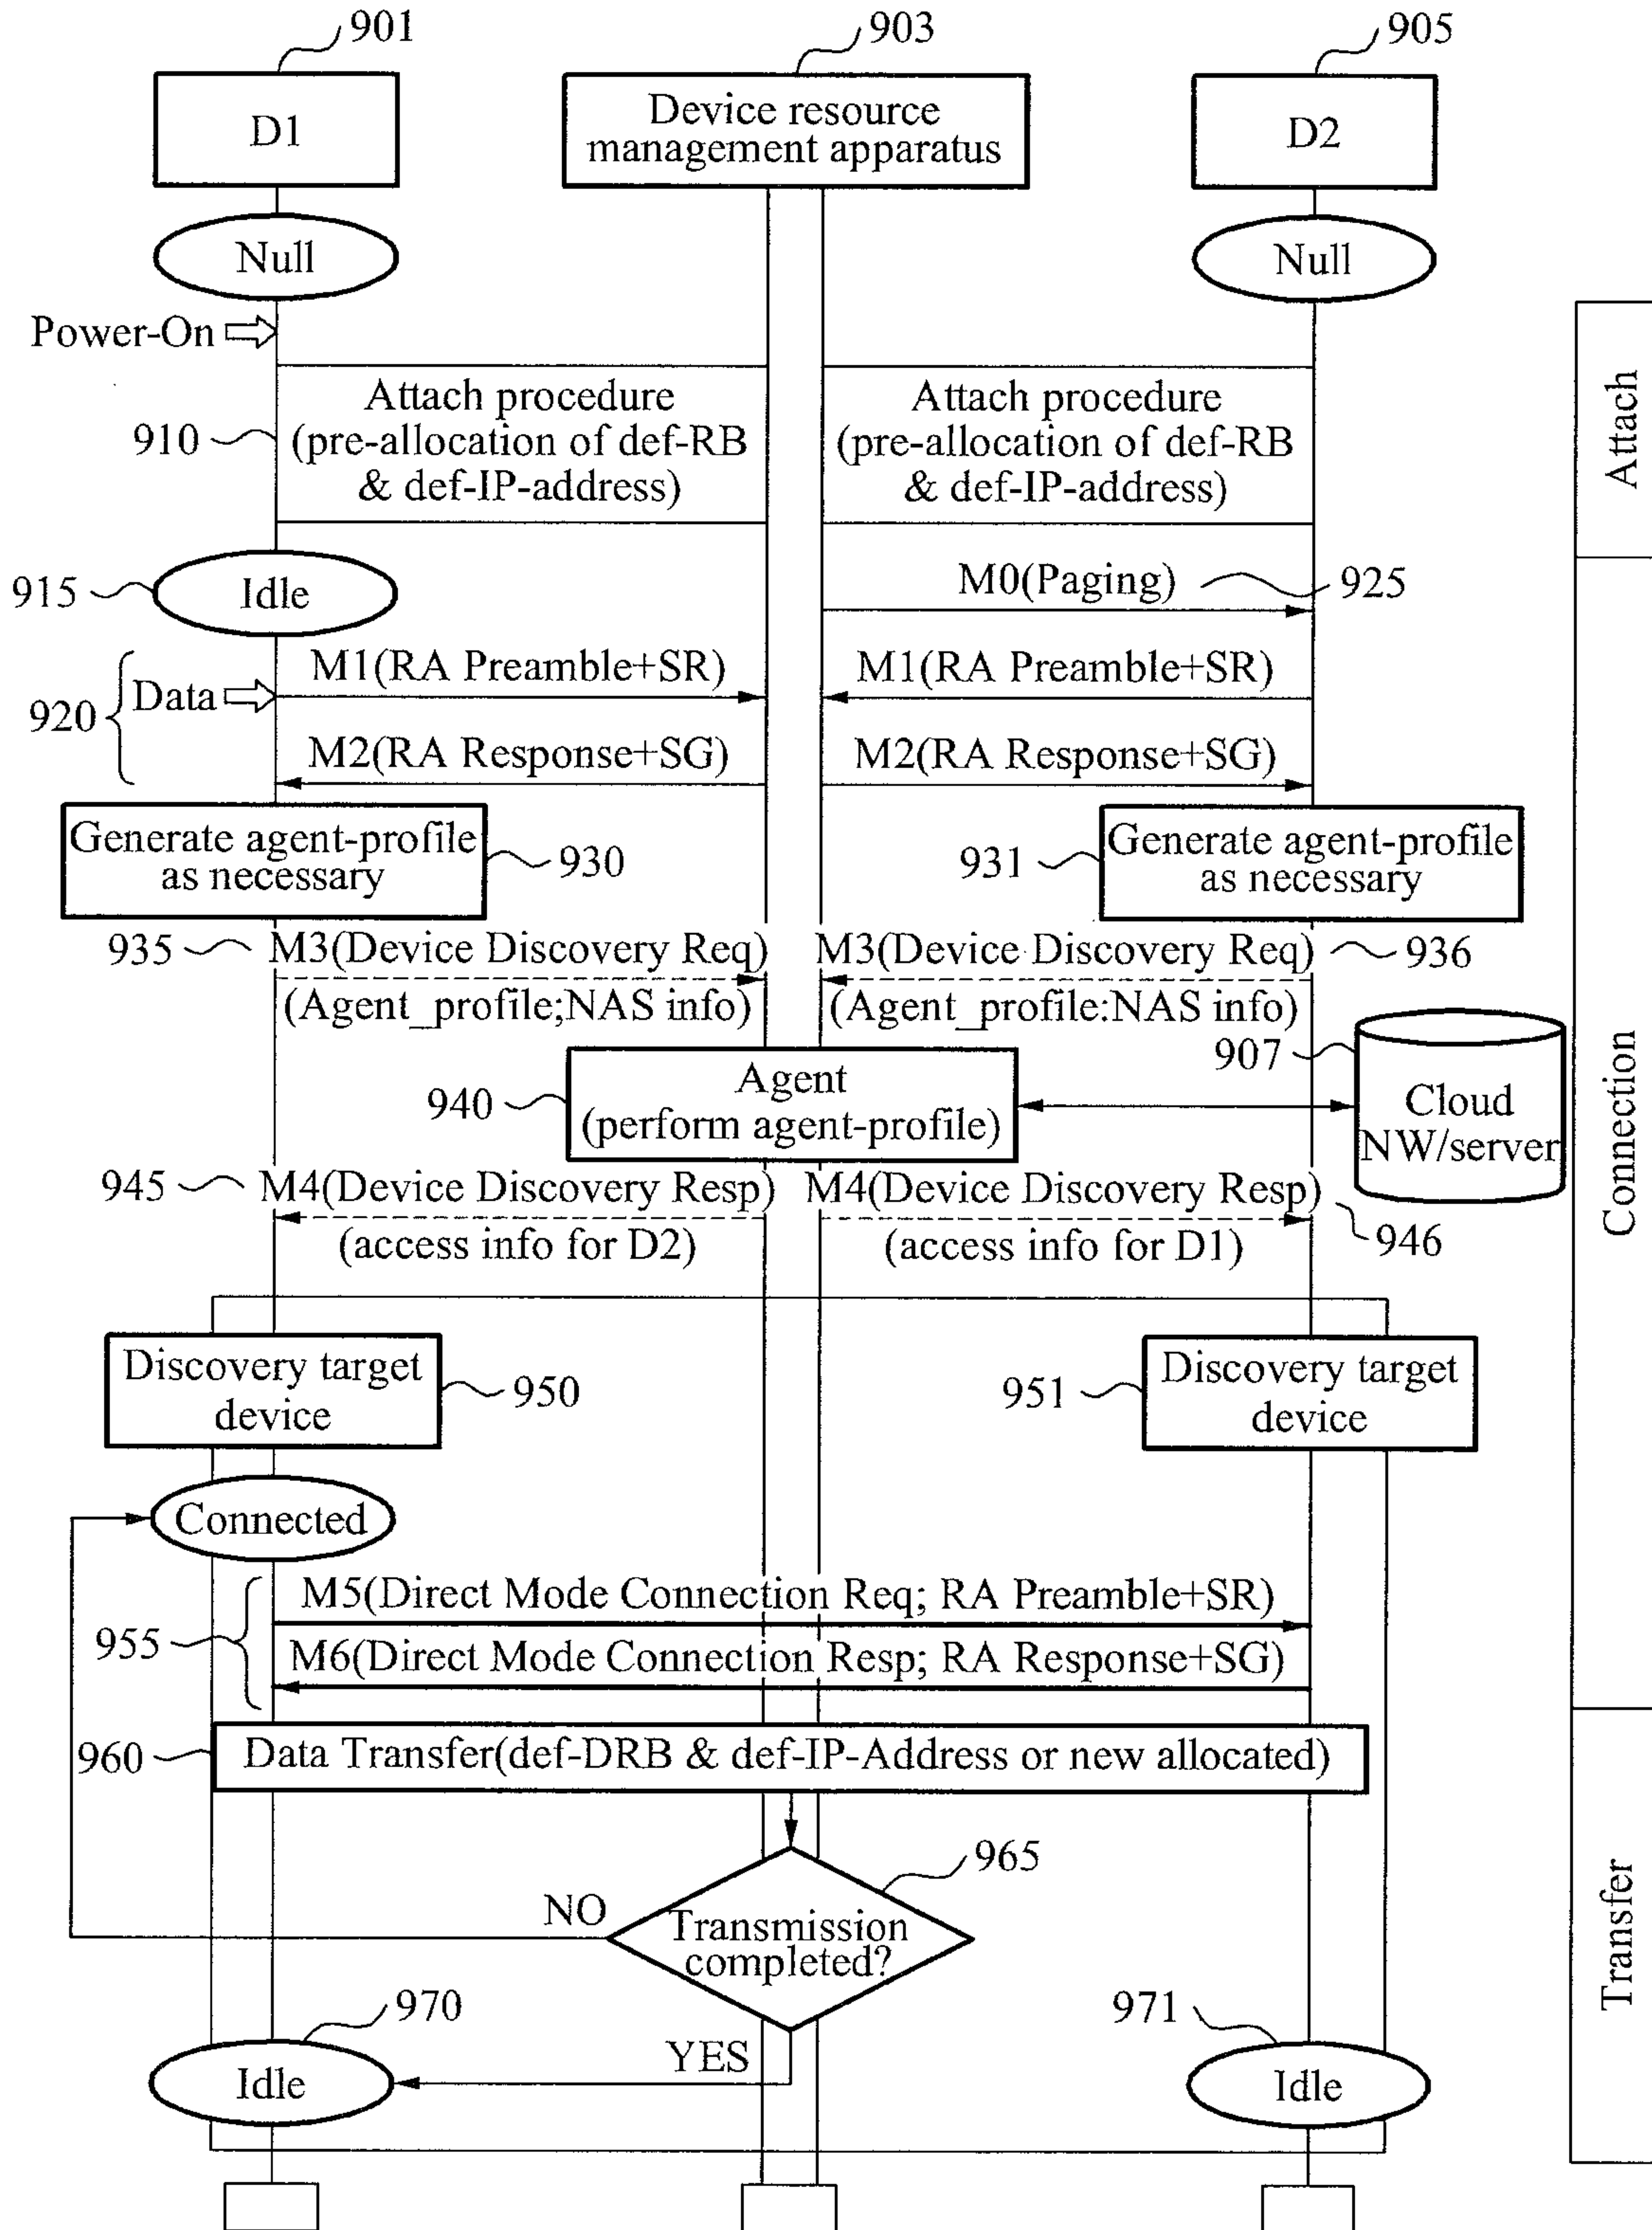 901
903
905
D1
Device resource
management apparatus
D2
Null
Null
Power-On
Attach procedure
(pre-allocation of def-RB
& def-IP-address)
Attach procedure
(pre-allocation of def-RB
& def-IP-address)
910
Attach
915
Idle
M0(Paging)
925
920
Data
M1(RA Preamble+SR)
M1(RA Preamble+SR)
M2(RA Response+SG)
M2(RA Response+SG)
Generate agent-profile
as necessary
930
931
Generate agent-profile
as necessary
935
M3(Device Discovery Req)
(Agent_profile;NAS info)
M3(Device Discovery Req)
(Agent_profile:NAS info)
936
907
940
Agent
(perform agent-profile)
Cloud
NW/server
Connection
945
M4(Device Discovery Resp)
(access info for D2)
M4(Device Discovery Resp)
(access info for D1)
946
Discovery target
device
950
951
Discovery target
device
Connected
955
M5(Direct Mode Connection Req; RA Preamble+SR)
M6(Direct Mode Connection Resp; RA Response+SG)
960
Data Transfer(def-DRB & def-IP-Address or new allocated)
965
NO
Transmission
completed?
Transfer
970
971
YES
Idle
Idle